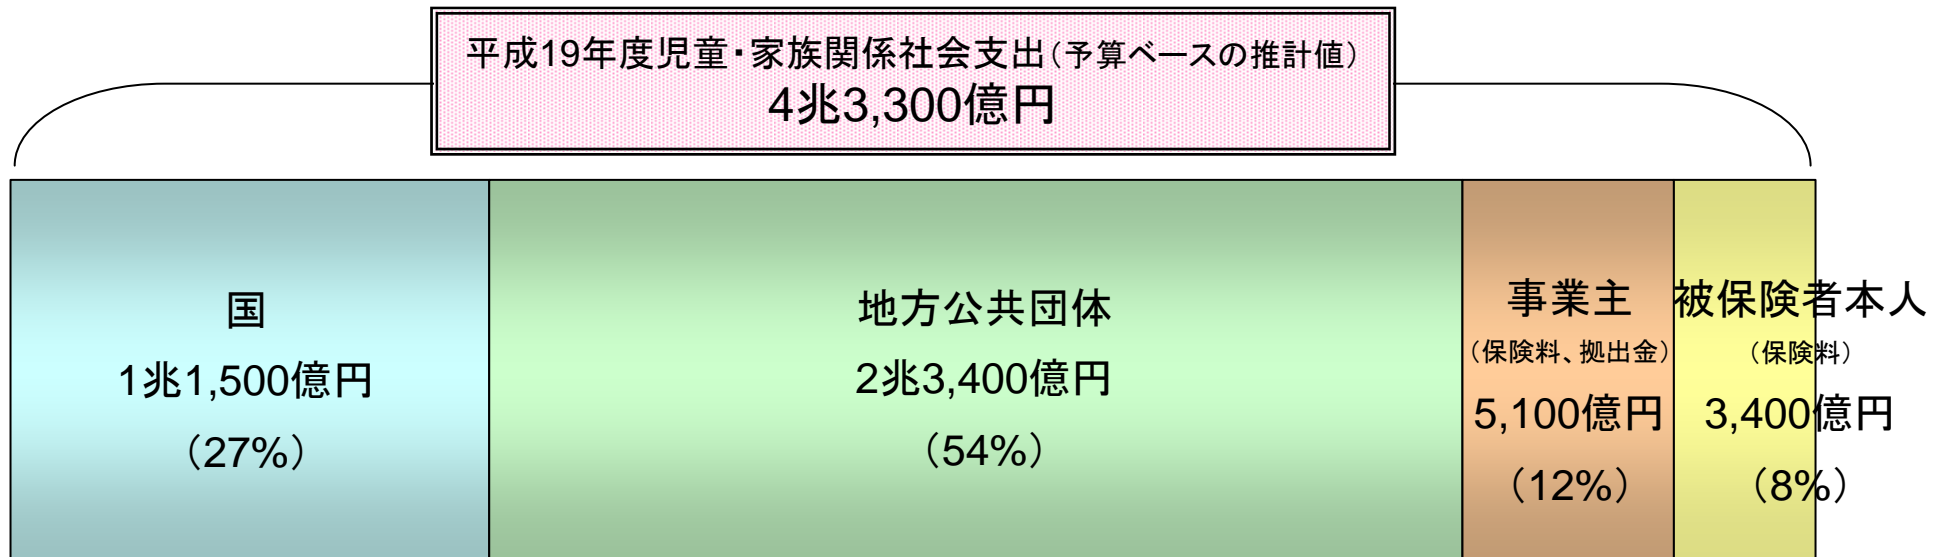 平成19年度児童・家族関係社会支出(予算ベースの推計値)
4兆3,300億円
国
1兆1,500億円
(27%)
地方公共団体
2兆3,400億円
(54%)
事業主
(保険料、拠出金)
5,100億円
(12%)
被保険者本人
(保険料)
3,400億円
(8%)